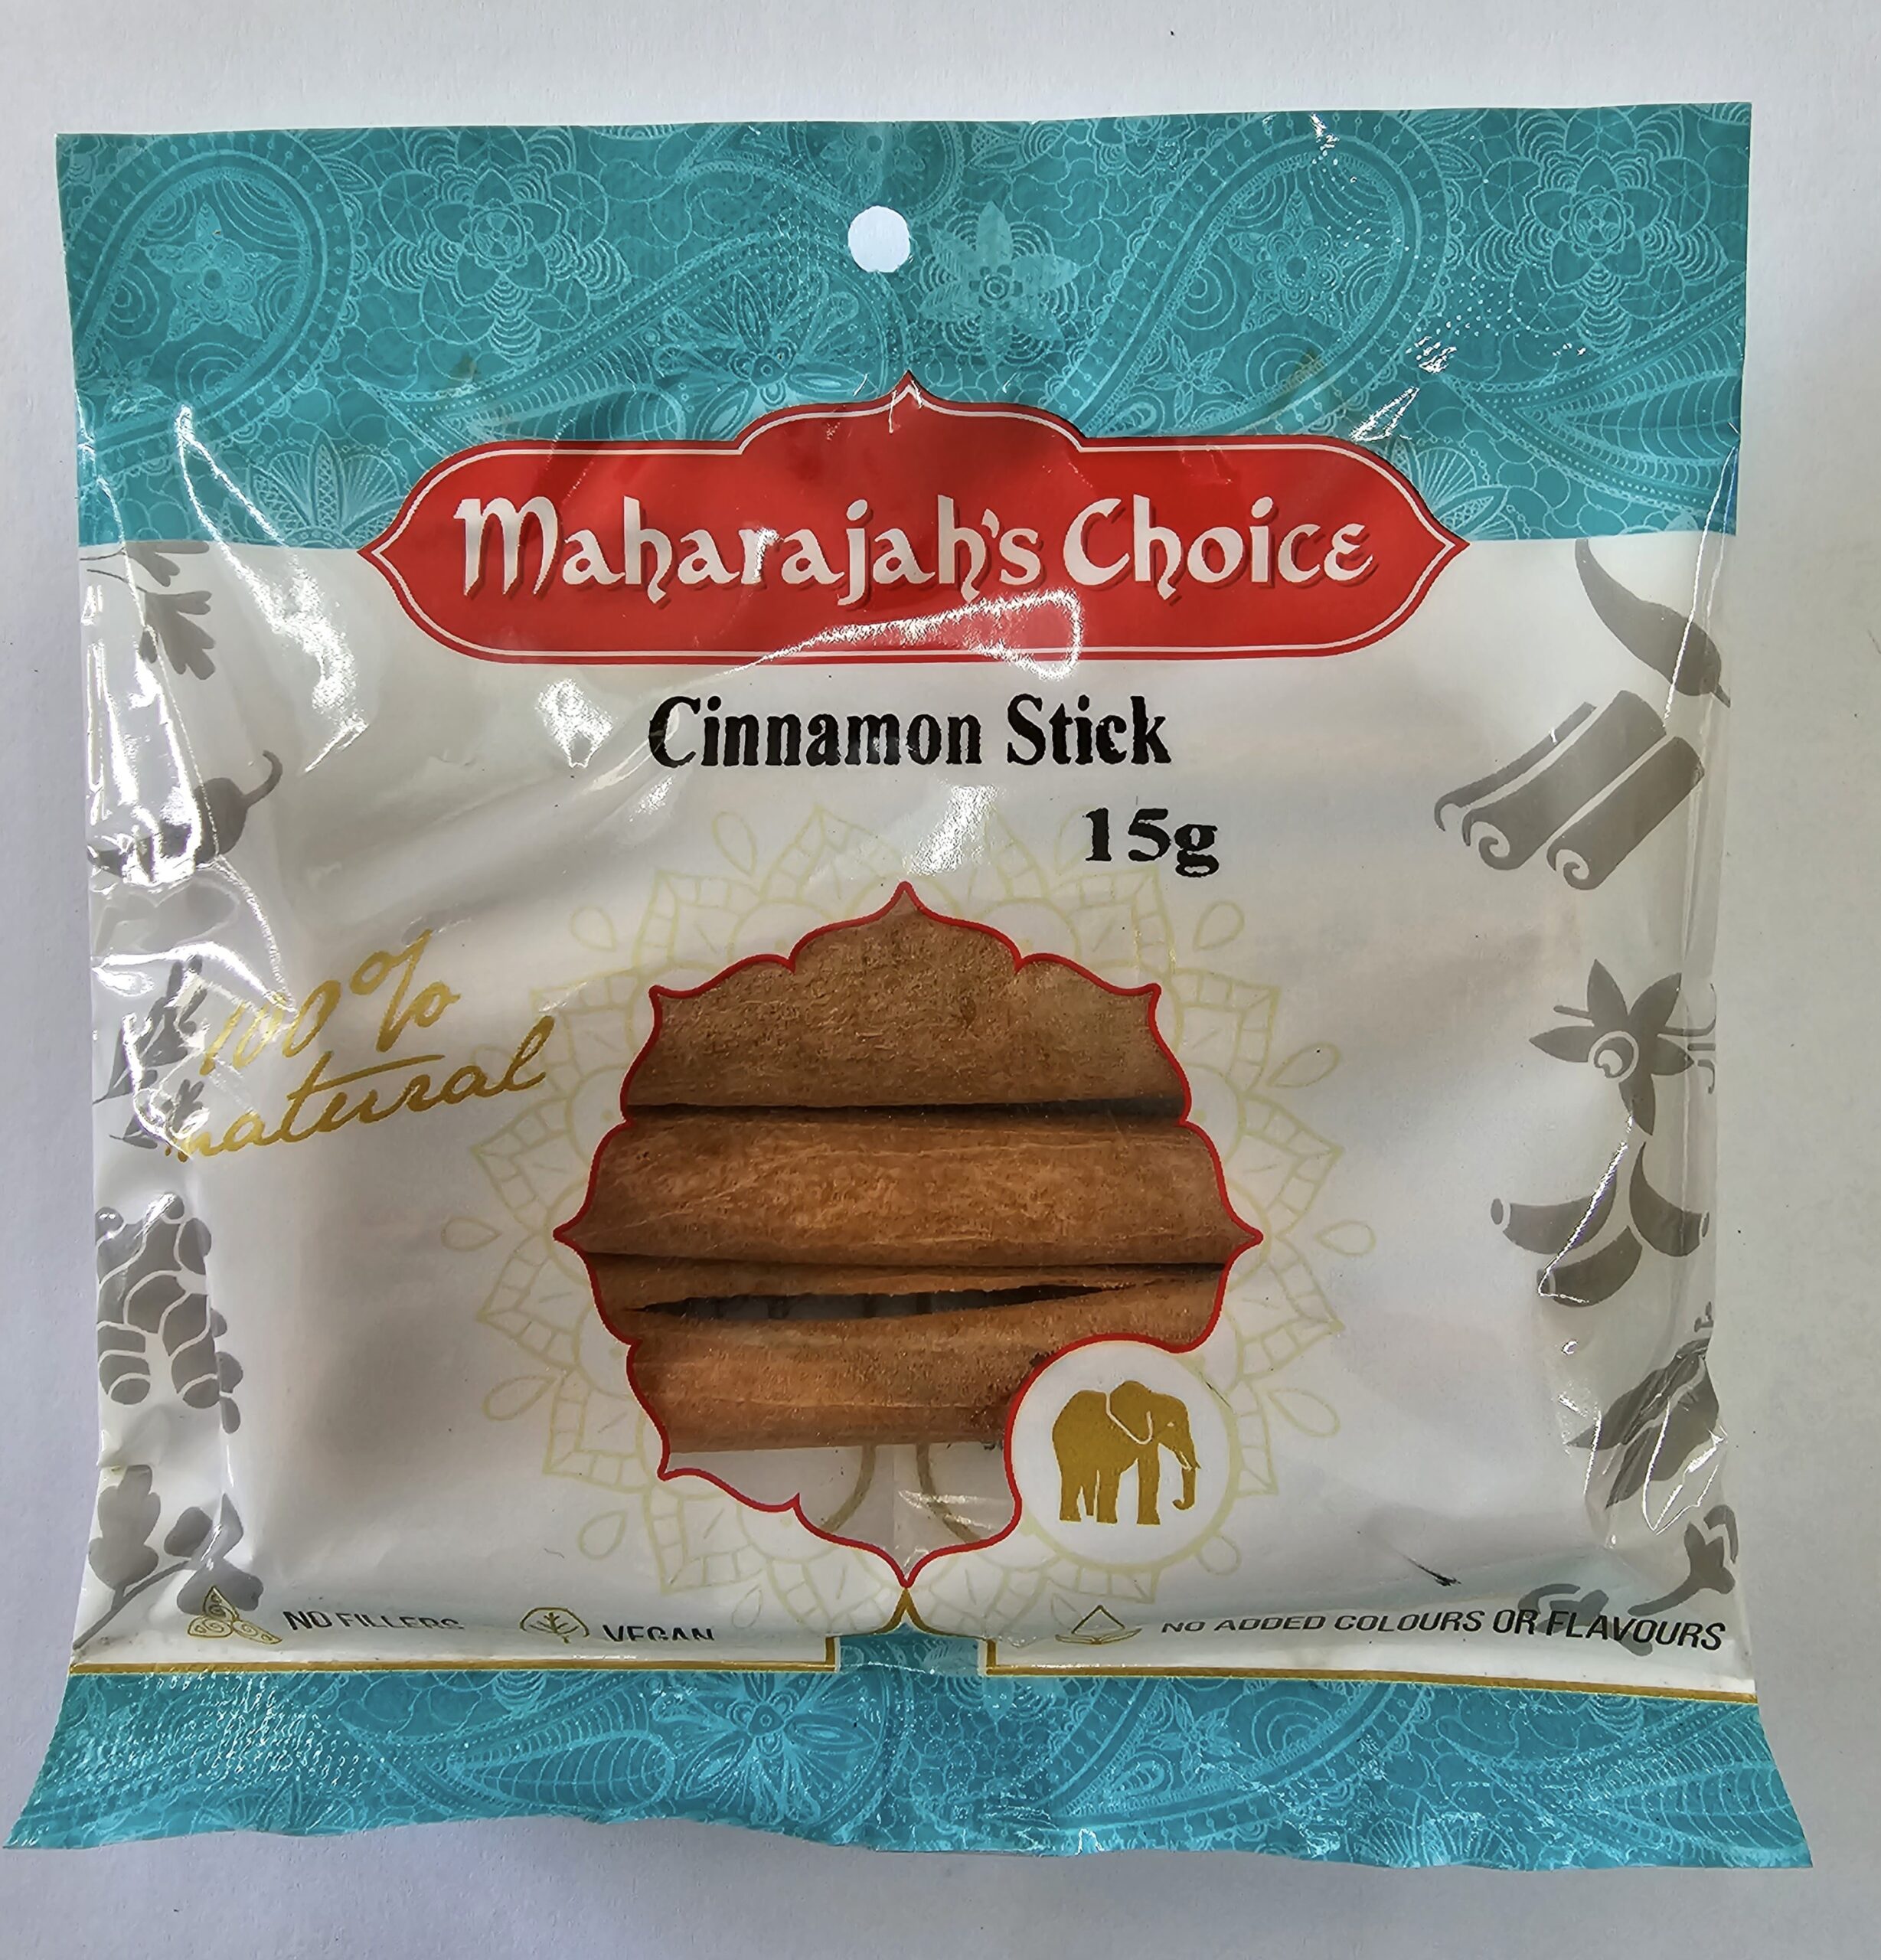 Maharajah's Choice
Cinnamon Stick
15g
100%
natural
NO FILLERS
VEGAN
NO ADDED COLOURS OR FLAVOURS